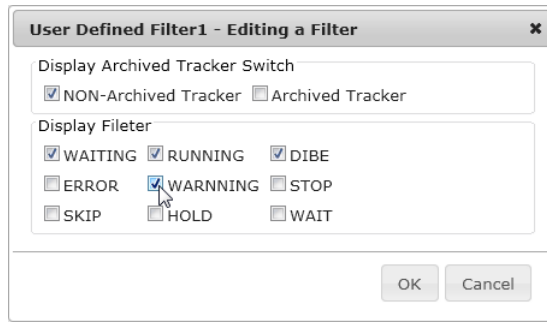 User Defined Filter1 - Editing a Filter
Display Archived Tracker Switch
NON-Archived Tracker Archived Tracker
Display Fileter
WAITING RUNNING DIBE
ERROR WARNNING STOP
SKIP HOLD WAIT
OK Cancel